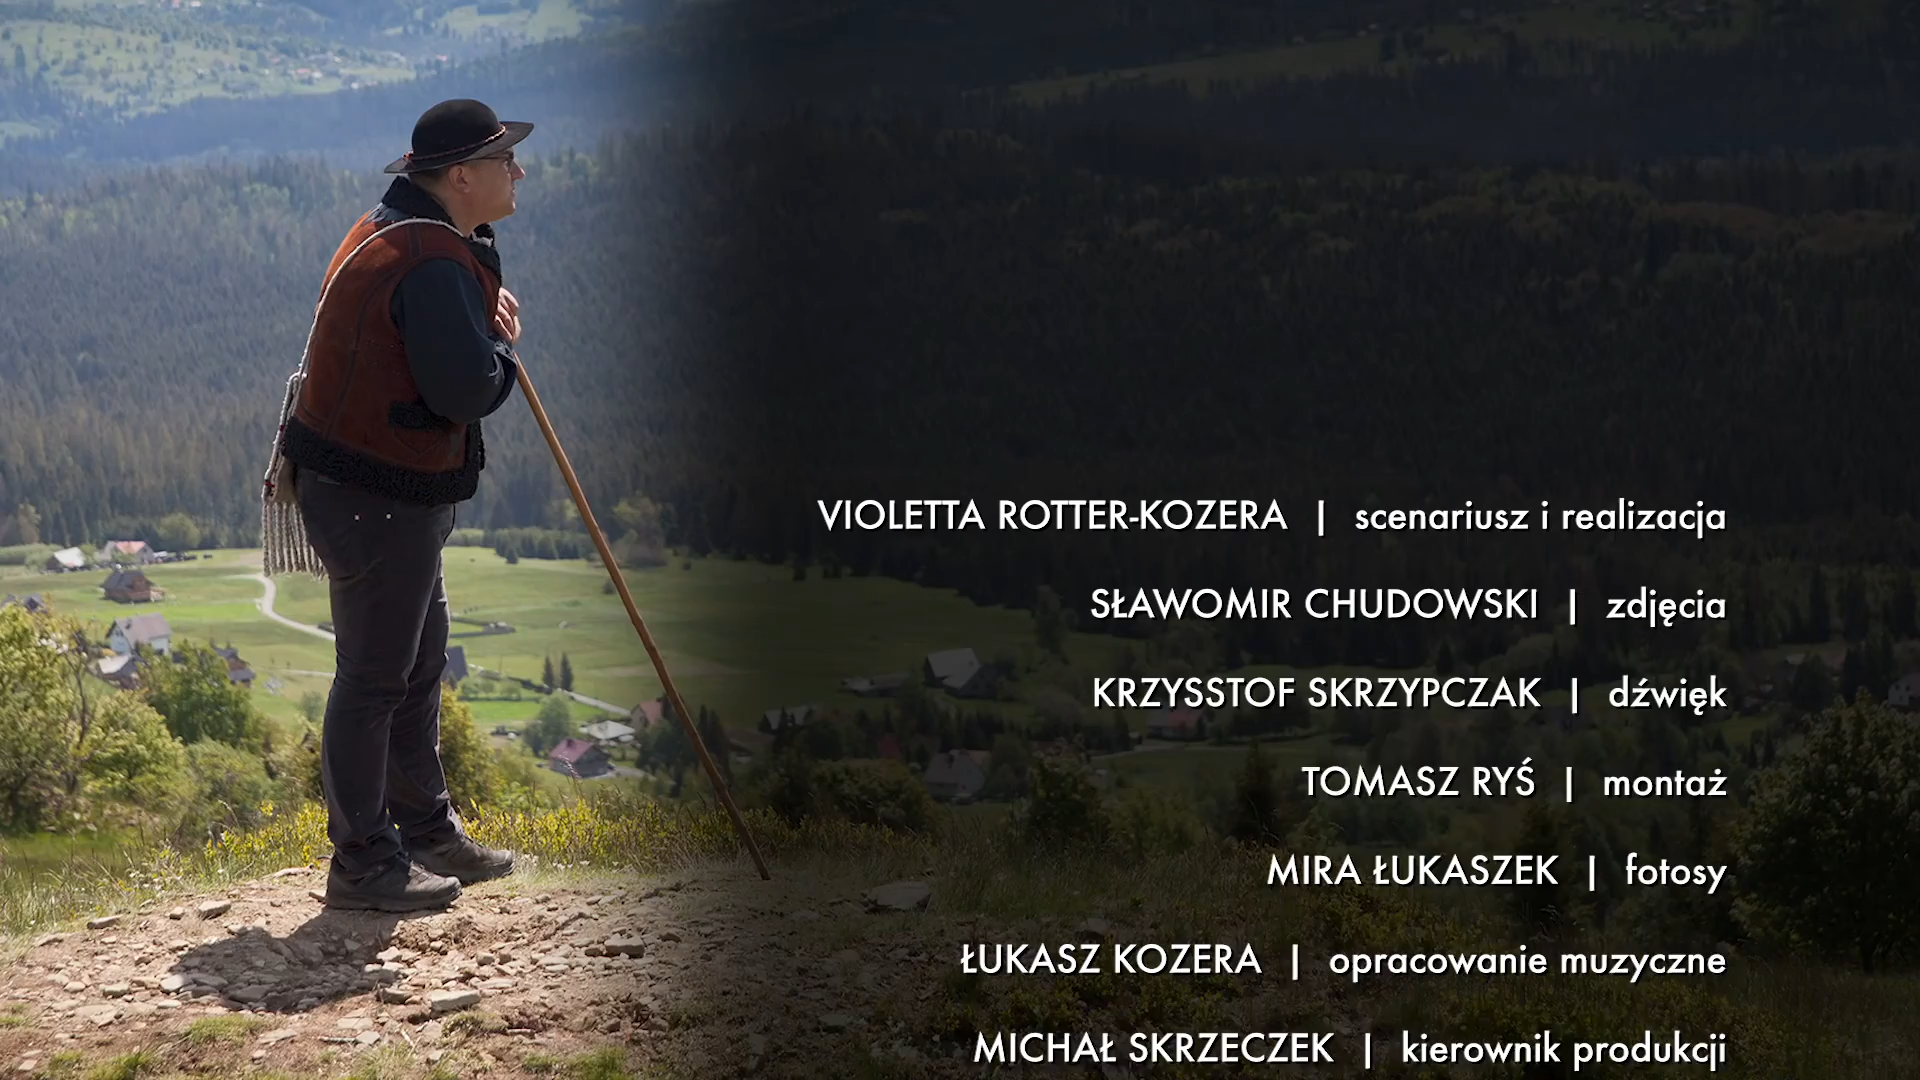 VIOLETTA ROTTER-KOZERA | scenariusz i realizacja
SŁAWOMIR CHUDOWSKI | zdjęcia
KRZYSSTOF SKRZYPCZAK | dźwięk
TOMASZ RYŚ | montaż
MIRA ŁUKASZEK | fotosy
ŁUKASZ KOZERA | opracowanie muzyczne
MICHAŁ SKRZECZEK | kierownik produkcji